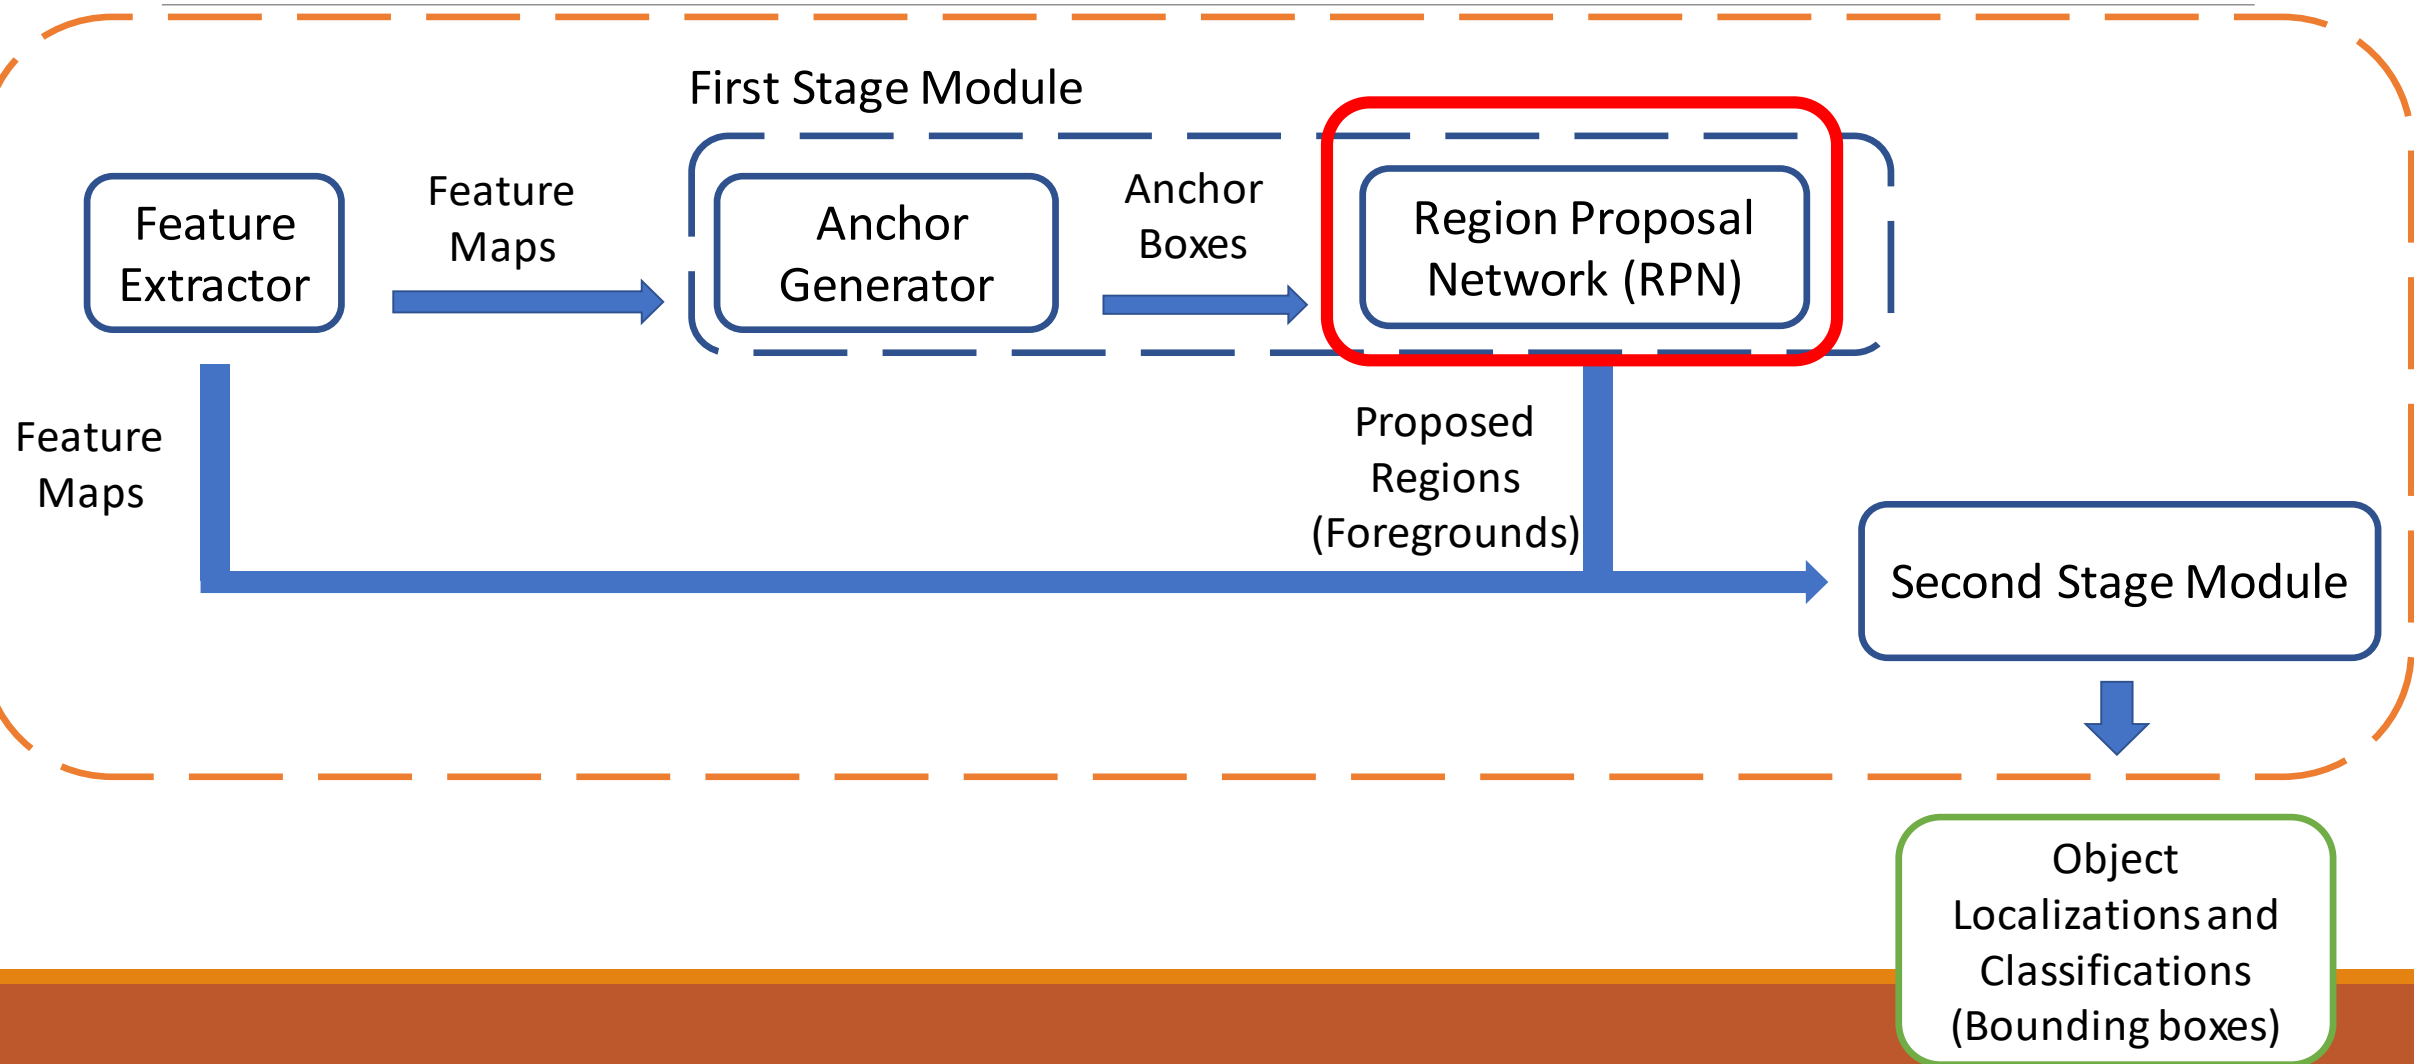 First Stage Module
Feature
Extractor
Feature
Maps
Anchor
Generator
Anchor
Boxes
Region Proposal
Network (RPN)
Feature
Maps
Proposed
Regions
(Foregrounds)
Second Stage Module
Object
Localizations and
Classifications
(Bounding boxes)